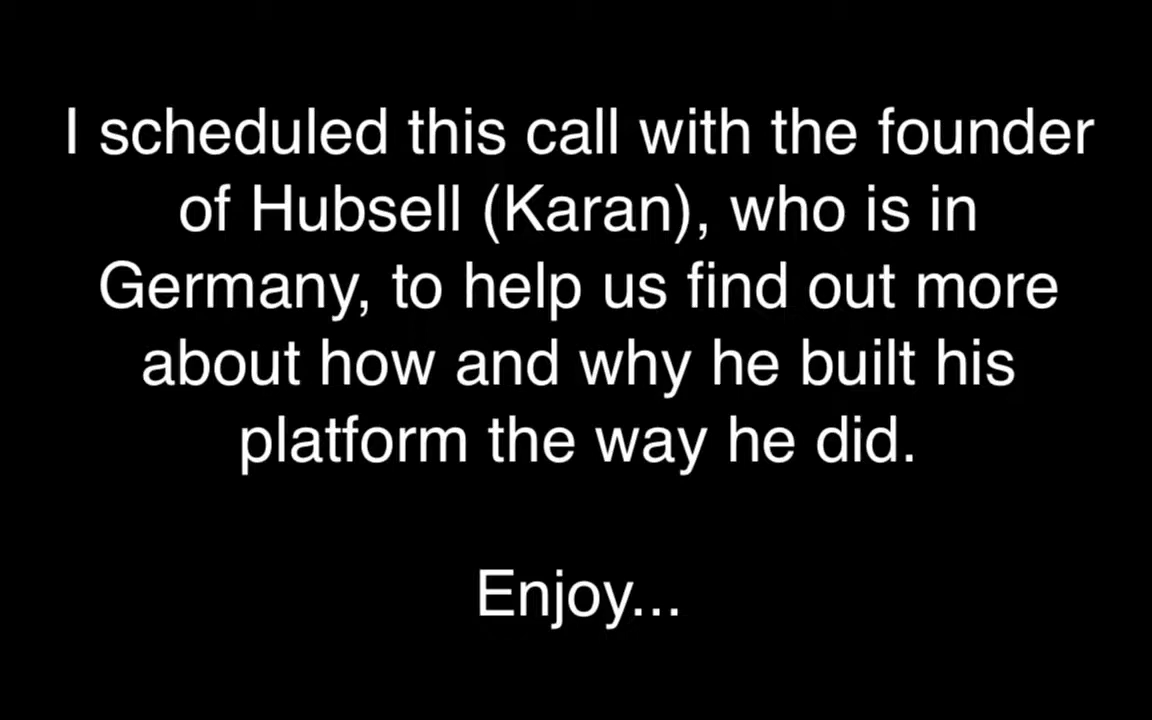 I scheduled this call with the founder
of Hubsell (Karan), who is in
Germany, to help us find out more
about how and why he built his
platform the way he did.
Enjoy...